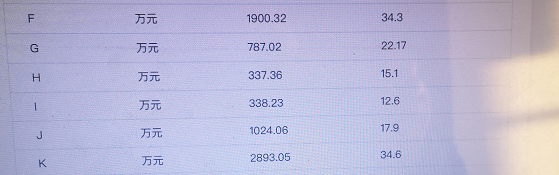 F 万元 1900.32 34.3
G 万元 787.02 22.17
H 万元 337.36 15.1
I 万元 338.23 12.6
J 万元 1024.06 17.9
K 万元 2893.05 34.6